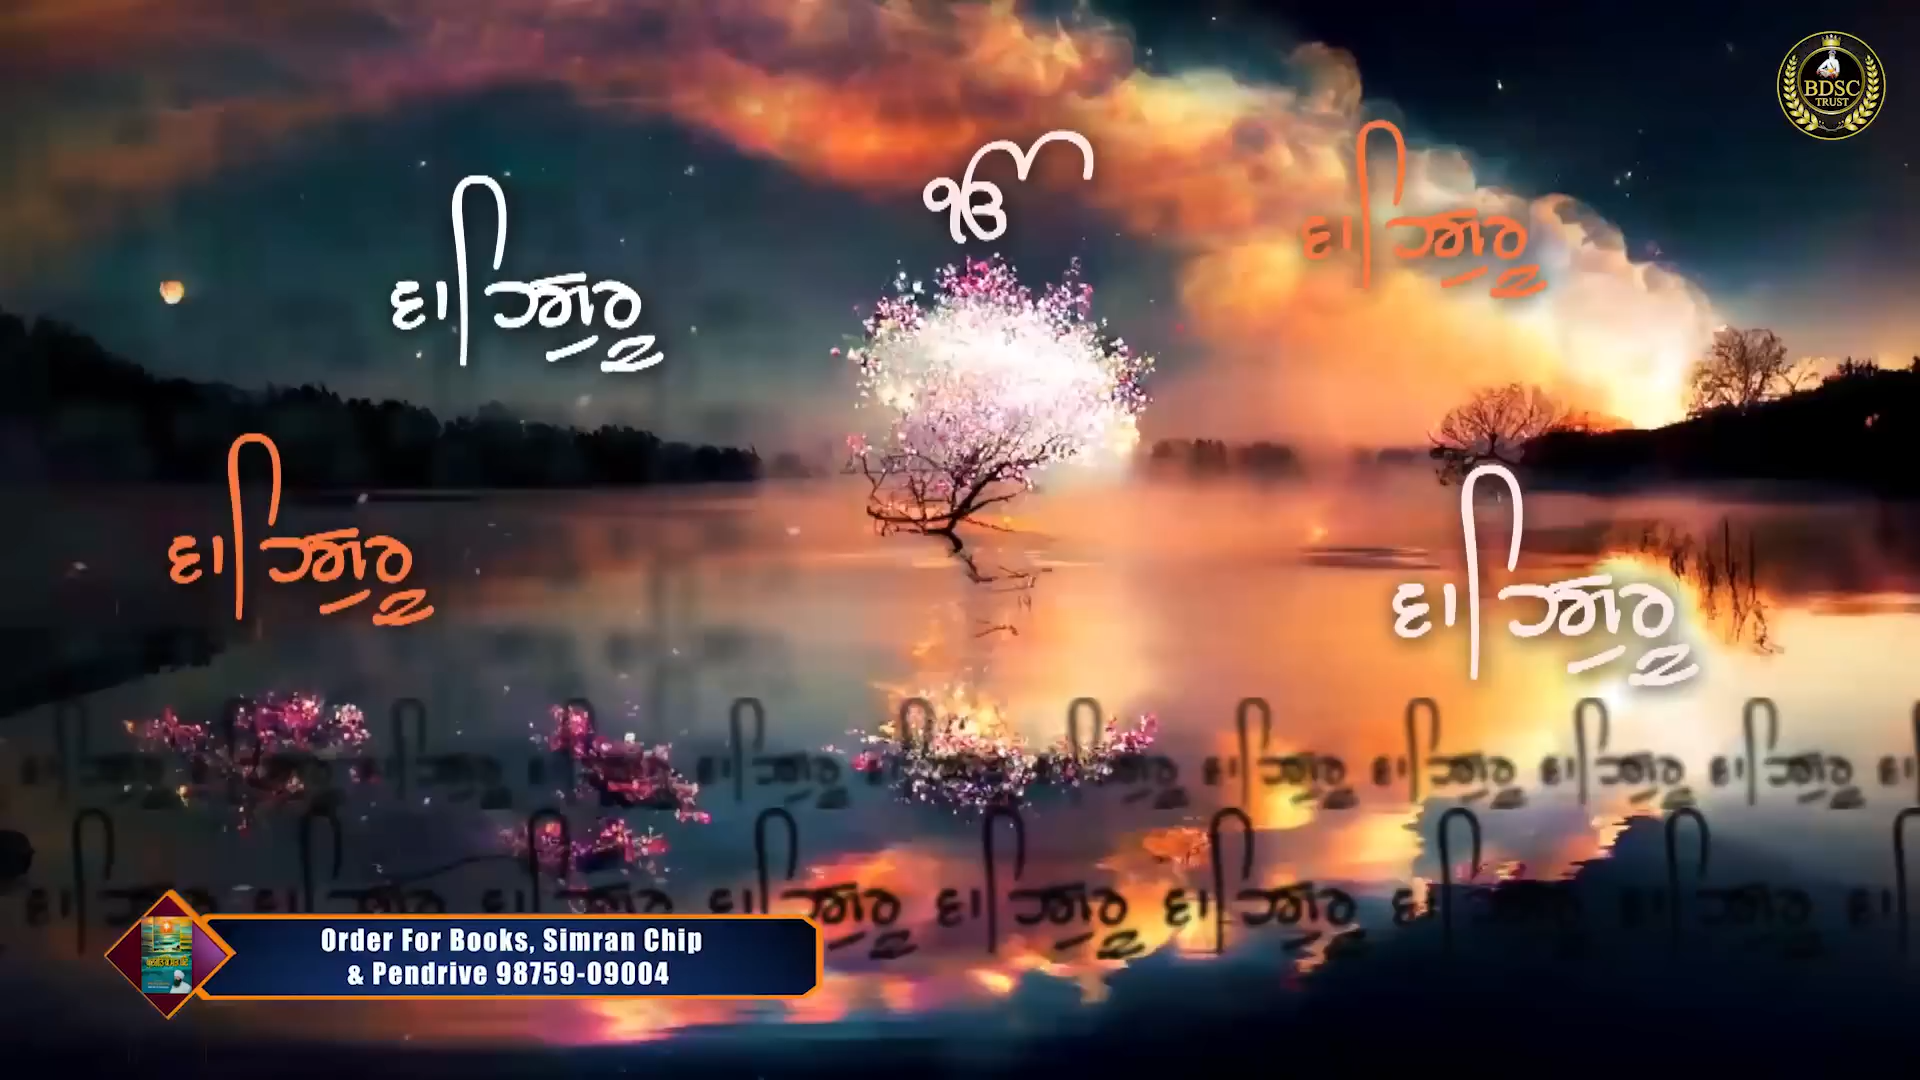 BDSC
TRUST
ੴ
ਵਾਹਿਗੁਰੂ
ਵਾਹਿਗੁਰੂ
ਵਾਹਿਗੁਰੂ
ਵਾਹਿਗੁਰੂ
ਵਾਹਿਗੁਰੂ ਵਾਹਿਗੁਰੂ ਵਾਹਿਗੁਰੂ ਵਾਹਿਗੁਰੂ ਵਾਹਿਗੁਰੂ ਵਾਹਿਗੁਰੂ ਵਾਹਿਗੁਰੂ ਵਾਹਿਗੁਰੂ ਵਾਹਿਗੁਰੂ ਵਾਹਿਗੁਰੂ ਵਾਹਿਗੁਰੂ
ਵਾਹਿਗੁਰੂ ਵਾਹਿਗੁਰੂ ਵਾਹਿਗੁਰੂ ਵਾਹਿਗੁਰੂ ਵਾਹਿਗੁਰੂ ਵਾਹਿਗੁਰੂ ਵਾਹਿਗੁਰੂ ਵਾਹਿਗੁਰੂ
Order For Books, Simran Chip
& Pendrive 98759-09004